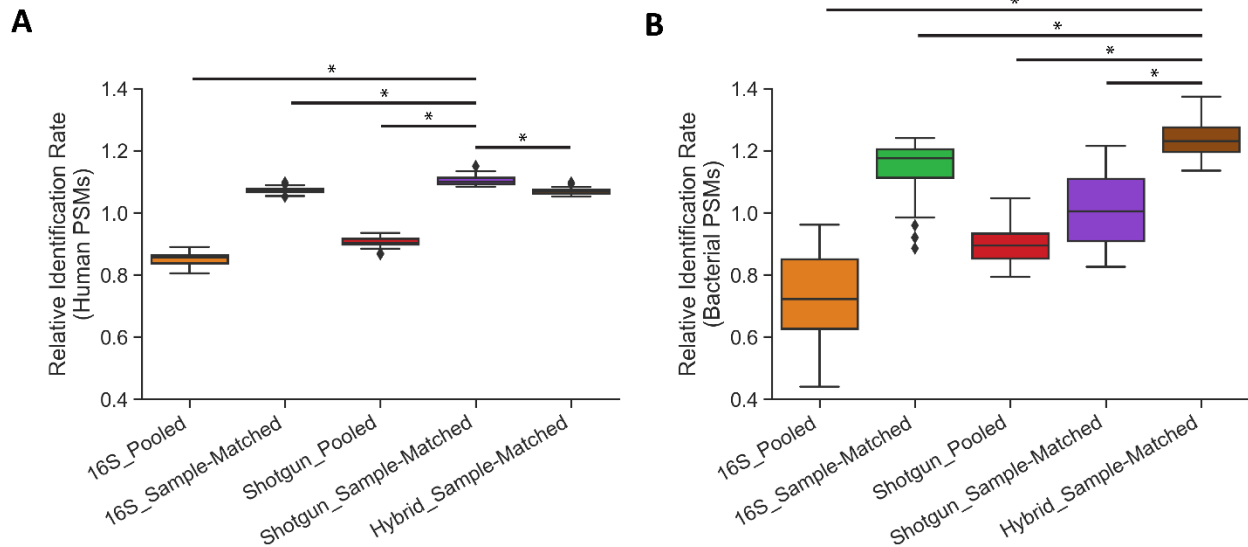 A
*
*
*
*
1.4
1.2
1.0
0.8
0.6
0.4
Relative Identification Rate
(Human PSMs)
16S_Pooled
16S_Sample-Matched
Shotgun_Pooled
Shotgun_Sample-Matched
Hybrid_Sample-Matched
B
*
*
*
*
1.4
1.2
1.0
0.8
0.6
0.4
Relative Identification Rate
(Bacterial PSMs)
16S_Pooled
16S_Sample-Matched
Shotgun_Pooled
Shotgun_Sample-Matched
Hybrid_Sample-Matched